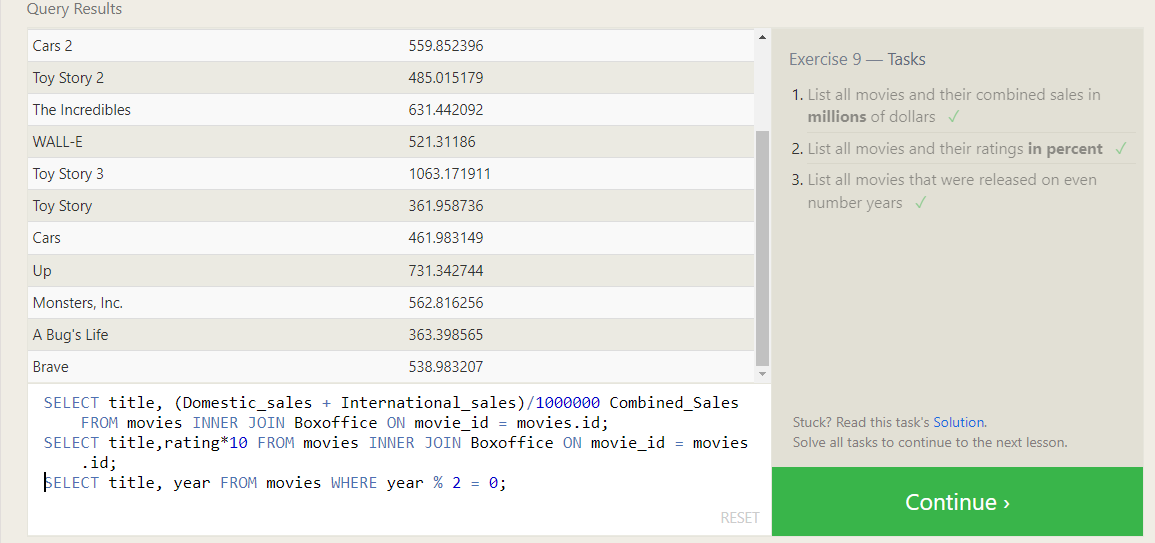 Query Results
Cars 2 559.852396
Toy Story 2 485.015179
The Incredibles 631.442092
WALL-E 521.31186
Toy Story 3 1063.171911
Toy Story 361.958736
Cars 461.983149
Up 731.342744
Monsters, Inc. 562.816256
A Bug's Life 363.398565
Brave 538.983207
SELECT title, (Domestic_sales + International_sales)/1000000 Combined_Sales
FROM movies INNER JOIN Boxoffice ON movie_id = movies.id;
SELECT title,rating*10 FROM movies INNER JOIN Boxoffice ON movie_id = movies
.id;
SELECT title, year FROM movies WHERE year % 2 = 0;
RESET
Exercise 9 — Tasks
1. List all movies and their combined sales in
millions of dollars ✓
2. List all movies and their ratings in percent ✓
3. List all movies that were released on even
number years ✓
Stuck? Read this task's Solution.
Solve all tasks to continue to the next lesson.
Continue ›